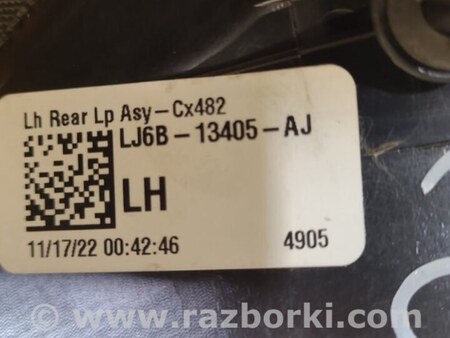 Lh Rear Lp Asy-Cx482
LJ6B-13405-AJ
LH
11/17/22 00:42:46 4905
www.razborki.com